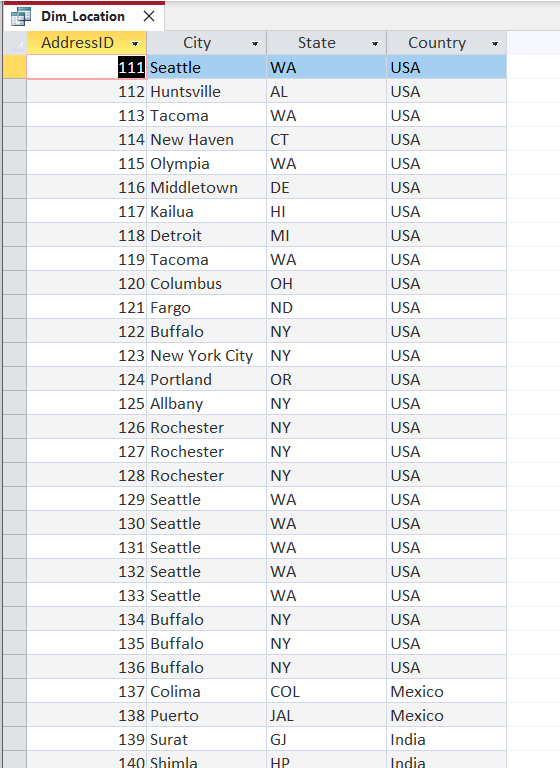 Dim_Location
AddressID City State Country
111 Seattle WA USA
112 Huntsville AL USA
113 Tacoma WA USA
114 New Haven CT USA
115 Olympia WA USA
116 Middletown DE USA
117 Kailua HI USA
118 Detroit MI USA
119 Tacoma WA USA
120 Columbus OH USA
121 Fargo ND USA
122 Buffalo NY USA
123 New York City NY USA
124 Portland OR USA
125 Allbany NY USA
126 Rochester NY USA
127 Rochester NY USA
128 Rochester NY USA
129 Seattle WA USA
130 Seattle WA USA
131 Seattle WA USA
132 Seattle WA USA
133 Seattle WA USA
134 Buffalo NY USA
135 Buffalo NY USA
136 Buffalo NY USA
137 Colima COL Mexico
138 Puerto JAL Mexico
139 Surat GJ India
140 Shimla HP India